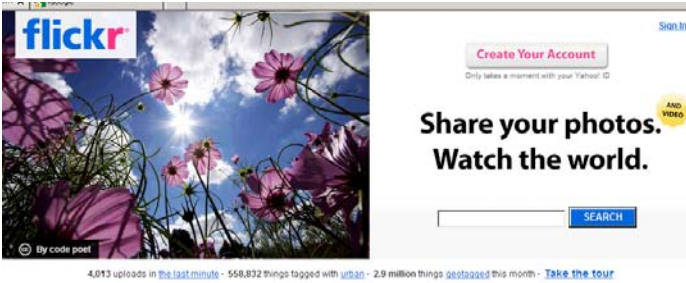 flickr
Sign In
Create Your Account
Only takes a moment with your Yahoo! ID
AND
VIDEO
Share your photos.
Watch the world.
SEARCH
cc By code poet
4,013 uploads in the last minute - 558,832 things tagged with urban - 2.9 million things geotagged this month - Take the tour